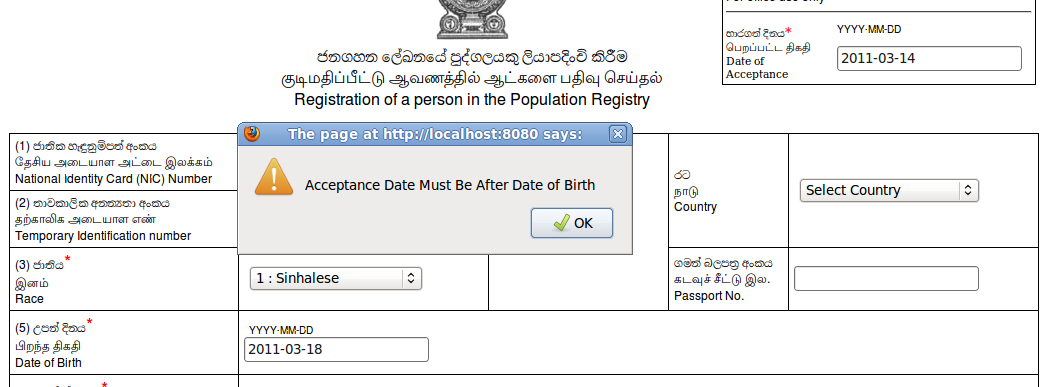 ජනගහන ලේඛනයේ පුද්ගලයකු ලියාපදිංචි කිරීම
குடிமதிப்பீட்டு ஆவணத்தில் ஆட்களை பதிவு செய்தல்
Registration of a person in the Population Registry
භාරගත් දිනය*
பெறப்பட்ட திகதி
Date of
Acceptance
YYYY-MM-DD
2011-03-14
The page at http://localhost:8080 says:
Acceptance Date Must Be After Date of Birth
OK
(1) ජාතික හැඳුනුම්පත් අංකය
தேசிய அடையாள அட்டை இலக்கம்
National Identity Card (NIC) Number
(2) තාවකාලික අනන්‍යතා අංකය
தற்காலிக அடையாள எண்
Temporary Identification number
රට
நாடு
Country
Select Country
(3) ජාතිය*
இனம்
Race
1 : Sinhalese
ගමන් බලපත්‍ර අංකය
கடவுச் சீட்டு இல.
Passport No.
(5) උපන් දිනය*
பிறந்த திகதி
Date of Birth
YYYY-MM-DD
2011-03-18